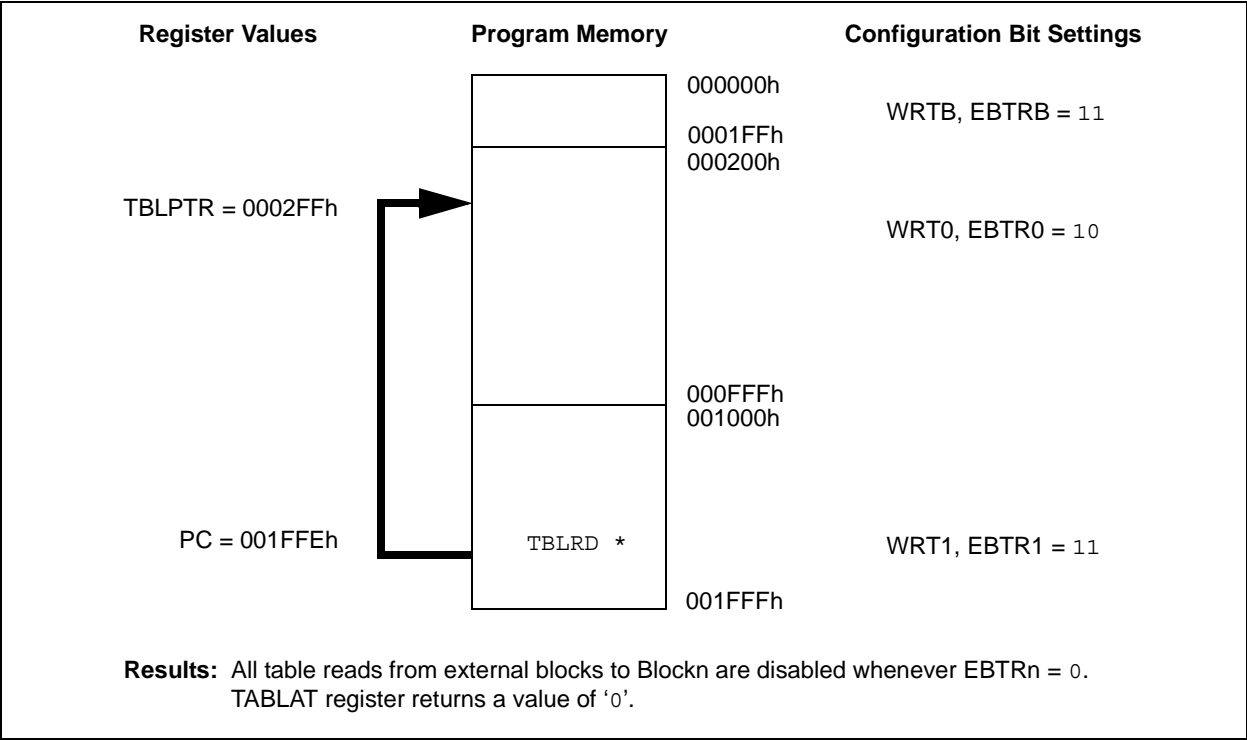 Register Values Program Memory Configuration Bit Settings
000000h
WRTB, EBTRB = 11
0001FFh
000200h
TBLPTR = 0002FFh
WRT0, EBTR0 = 10
000FFFh
001000h
PC = 001FFEh TBLRD * WRT1, EBTR1 = 11
001FFFh
Results: All table reads from external blocks to Blockn are disabled whenever EBTRn = 0.
TABLAT register returns a value of ‘0’.